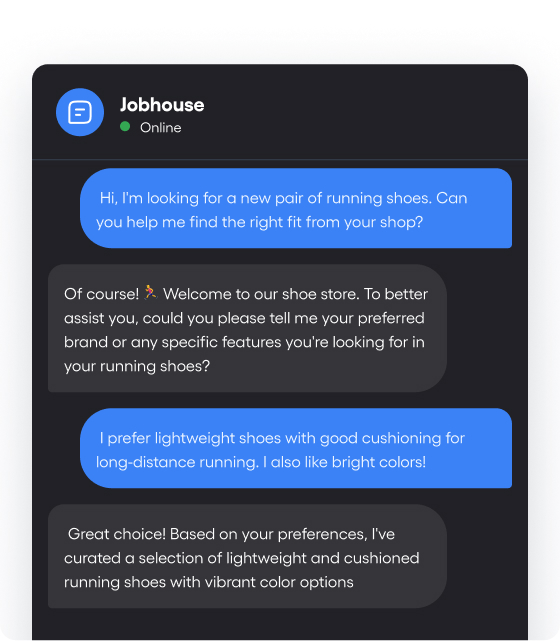 Jobhouse
Online
Hi, I'm looking for a new pair of running shoes. Can
you help me find the right fit from your shop?
Of course! 🏃 Welcome to our shoe store. To better
assist you, could you please tell me your preferred
brand or any specific features you're looking for in
your running shoes?
I prefer lightweight shoes with good cushioning for
long-distance running. I also like bright colors!
Great choice! Based on your preferences, I've
curated a selection of lightweight and cushioned
running shoes with vibrant color options